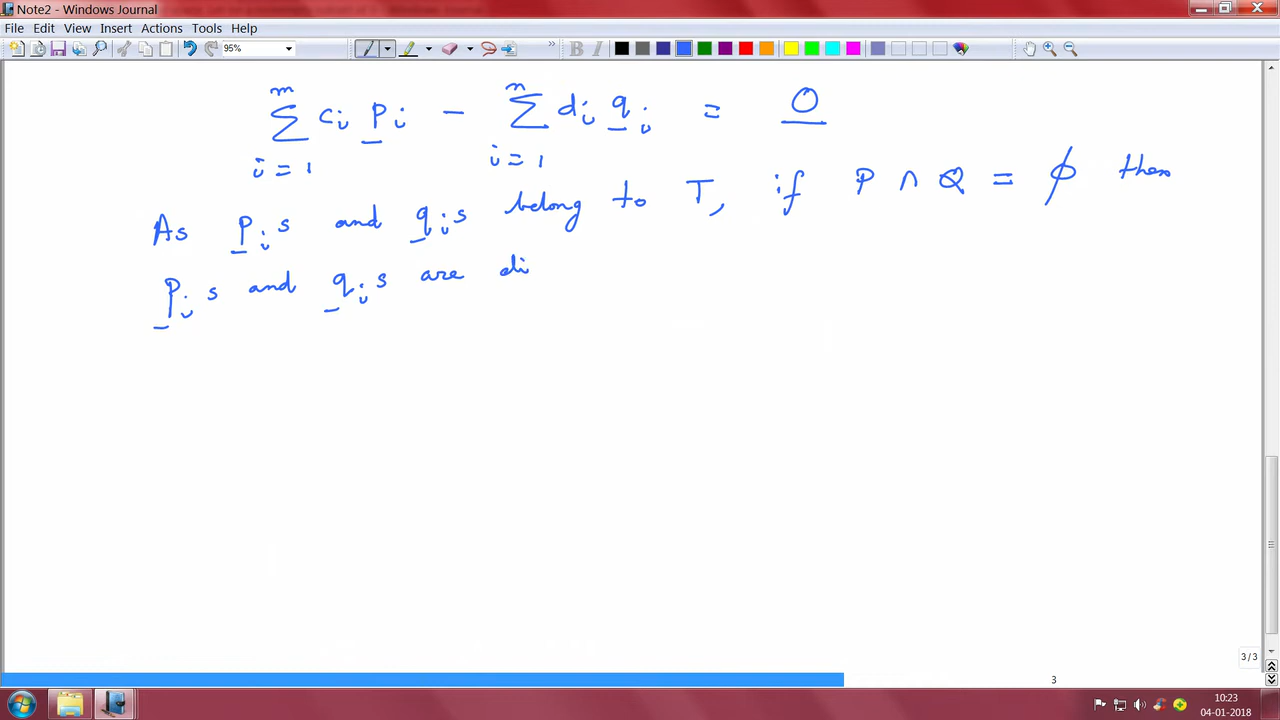 Note2 - Windows Journal
File Edit View Insert Actions Tools Help
95%
m n
∑ cᵢ pᵢ − ∑ dᵢ qᵢ = 0
i = 1 i = 1
As pᵢs and qᵢs belong to T, if P ∩ Q = ϕ then
pᵢs and qᵢs are di
3/3
3
10:23
04-01-2018